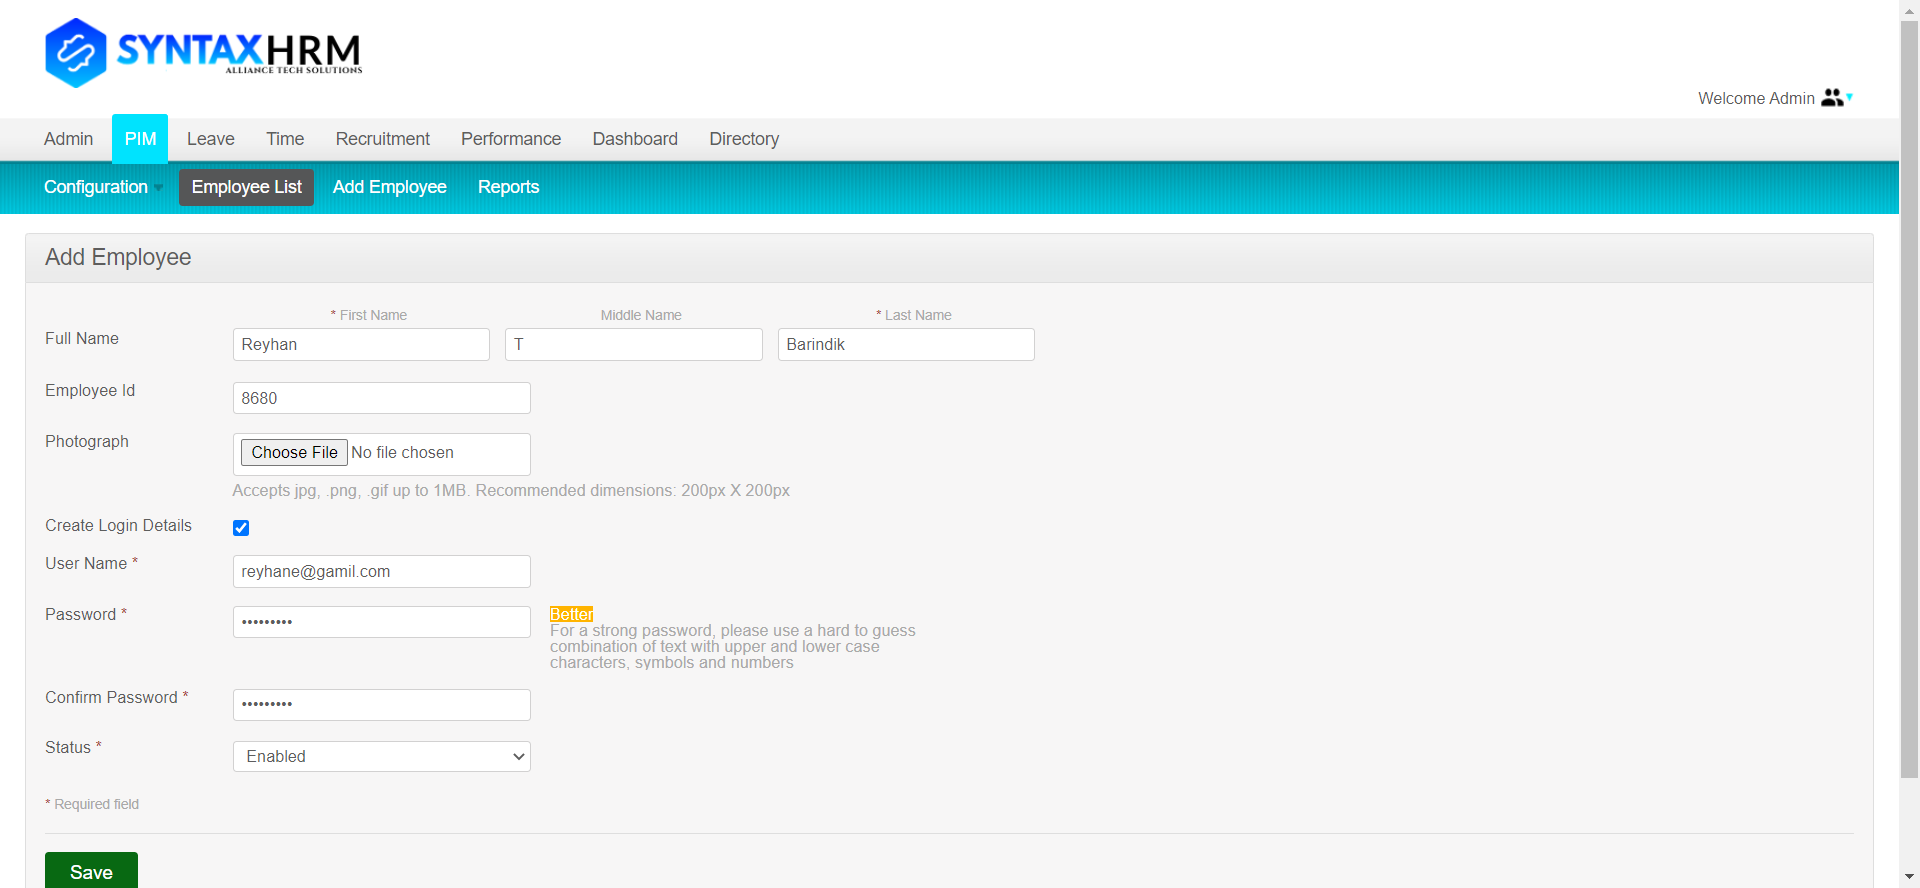 SYNTAXHRM
ALLIANCE TECH SOLUTIONS
Welcome Admin
Admin PIM Leave Time Recruitment Performance Dashboard Directory
Configuration Employee List Add Employee Reports
Add Employee
* First Name Middle Name * Last Name
Full Name Reyhan T Barindik
Employee Id 8680
Photograph Choose File No file chosen
Accepts jpg, .png, .gif up to 1MB. Recommended dimensions: 200px X 200px
Create Login Details
User Name * reyhane@gamil.com
Password * ••••••••• Better
For a strong password, please use a hard to guess
combination of text with upper and lower case
characters, symbols and numbers
Confirm Password * •••••••••
Status * Enabled
* Required field
Save